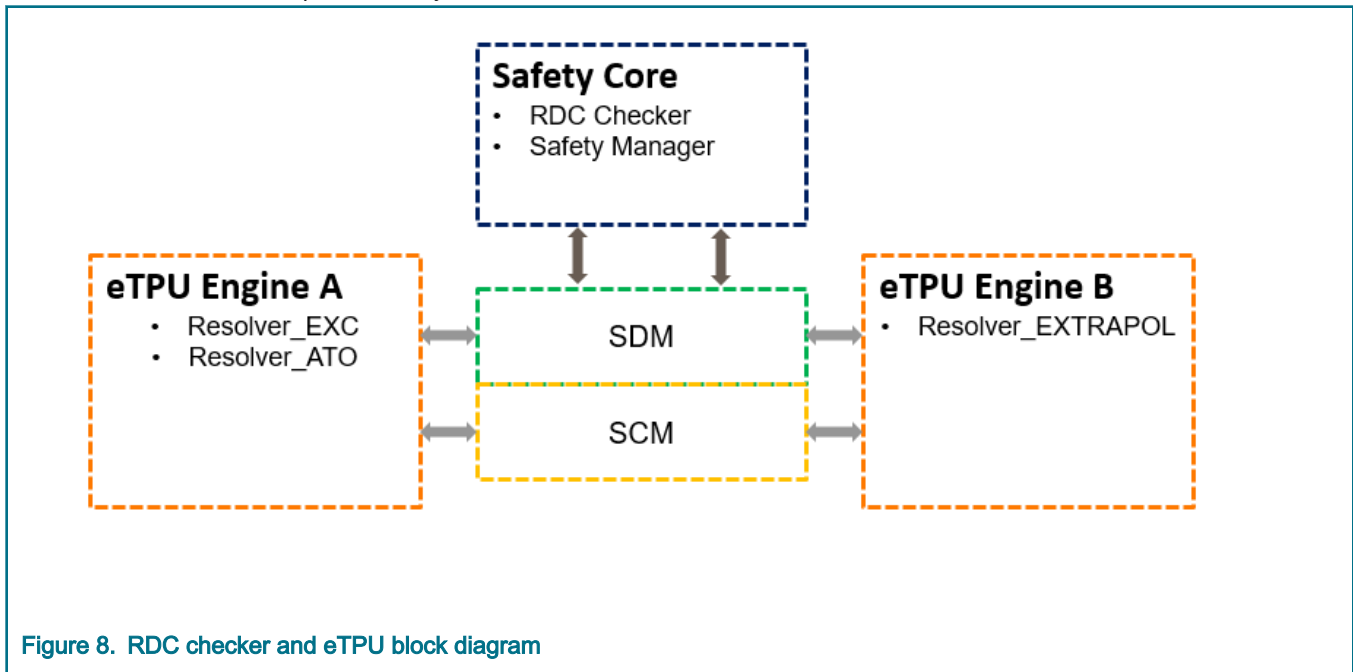 Safety Core
• RDC Checker
• Safety Manager
eTPU Engine A
• Resolver_EXC
• Resolver_ATO
SDM
SCM
eTPU Engine B
• Resolver_EXTRAPOL
Figure 8. RDC checker and eTPU block diagram